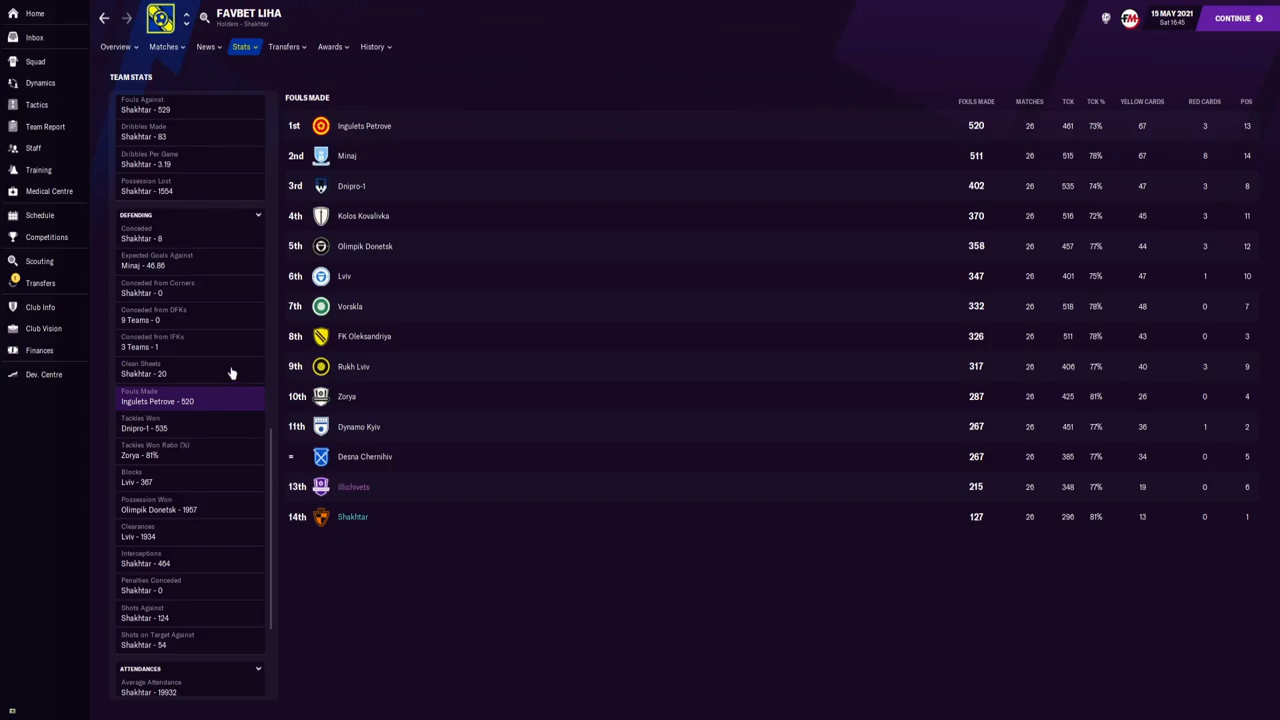 Home
Inbox
Squad
Dynamics
Tactics
Team Report
Staff
Training
Medical Centre
Schedule
Competitions
Scouting
Transfers
Club Info
Club Vision
Finances
Dev. Centre
FAVBET LIHA
Holders - Shakhtar
FM
15 MAY 2021
Sat 16:45
CONTINUE
Overview Matches News Stats Transfers Awards History
TEAM STATS
Fouls Against
Shakhtar - 529
Dribbles Made
Shakhtar - 83
Dribbles Per Game
Shakhtar - 3.19
Possession Lost
Shakhtar - 1554
DEFENDING
Conceded
Shakhtar - 8
Expected Goals Against
Minaj - 46.86
Conceded from Corners
Shakhtar - 0
Conceded from DFKs
9 Teams - 0
Conceded from IFKs
3 Teams - 1
Clean Sheets
Shakhtar - 20
Fouls Made
Ingulets Petrove - 520
Tackles Won
Dnipro-1 - 535
Tackles Won Ratio (%)
Zorya - 81%
Blocks
Lviv - 367
Possession Won
Olimpik Donetsk - 1957
Clearances
Lviv - 1934
Interceptions
Shakhtar - 464
Penalties Conceded
Shakhtar - 0
Shots Against
Shakhtar - 124
Shots on Target Against
Shakhtar - 54
ATTENDANCES
Average Attendance
Shakhtar - 19932
FOULS MADE FOULS MADE MATCHES TCK TCK % YELLOW CARDS RED CARDS POS
1st Ingulets Petrove 520 26 461 73% 67 3 13
2nd Minaj 511 26 515 78% 67 8 14
3rd Dnipro-1 402 26 535 74% 47 3 8
4th Kolos Kovalivka 370 26 516 72% 45 3 11
5th Olimpik Donetsk 358 26 457 77% 44 3 12
6th Lviv 347 26 401 75% 47 1 10
7th Vorskla 332 26 518 78% 48 0 7
8th FK Oleksandriya 326 26 511 78% 43 0 3
9th Rukh Lviv 317 26 406 77% 40 3 9
10th Zorya 287 26 425 81% 26 0 4
11th Dynamo Kyiv 267 26 451 77% 36 1 2
= Desna Chernihiv 267 26 385 77% 34 0 5
13th Illichivets 215 26 348 77% 19 0 6
14th Shakhtar 127 26 296 81% 13 0 1